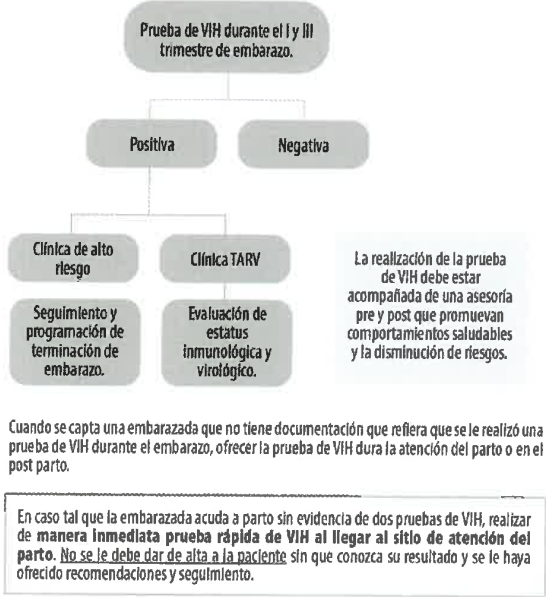 Prueba de VIH durante el I y III
trimestre de embarazo.
Positiva
Negativa
Clínica de alto
riesgo
Clínica TARV
Seguimiento y
programación de
terminación de
embarazo.
Evaluación de
estatus
inmunológica y
virológico.
La realización de la prueba
de VIH debe estar
acompañada de una asesoría
pre y post que promuevan
comportamientos saludables
y la disminución de riesgos.
Cuando se capta una embarazada que no tiene documentación que refiera que se le realizó una
prueba de VIH durante el embarazo, ofrecer la prueba de VIH dura la atención del parto o en el
post parto.
En caso tal que la embarazada acuda a parto sin evidencia de dos pruebas de VIH, realizar
de manera inmediata prueba rápida de VIH al llegar al sitio de atención del
parto. No se le debe dar de alta a la paciente sin que conozca su resultado y se le haya
ofrecido recomendaciones y seguimiento.